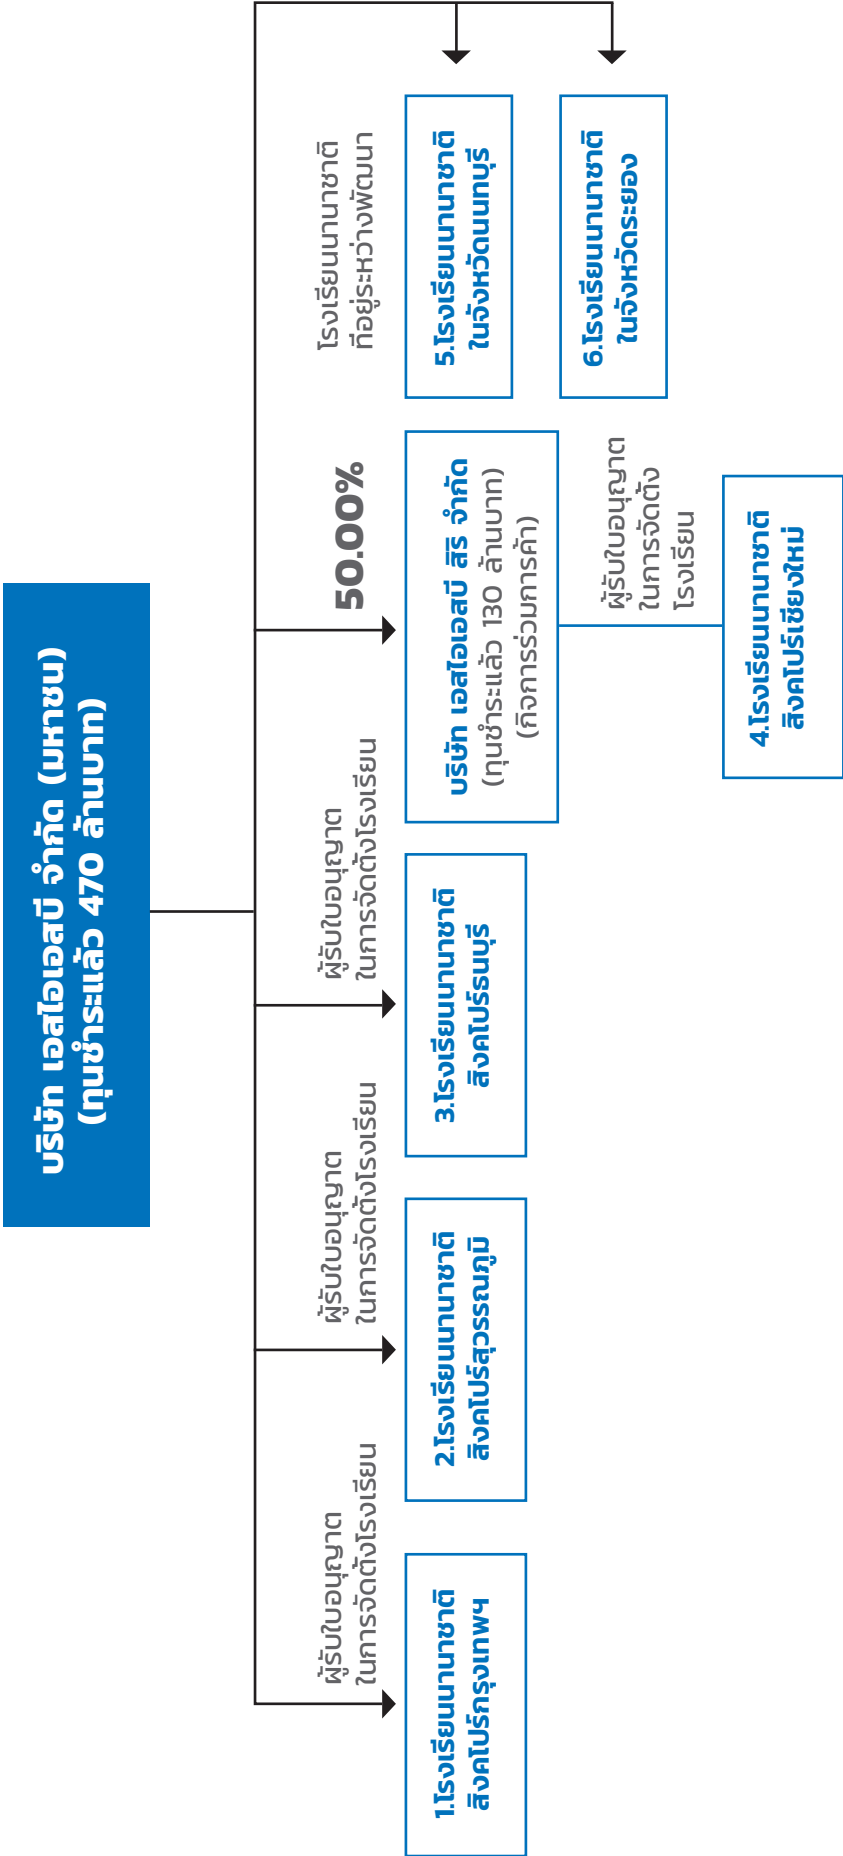 บริษัท เอสไอเอสบี จำกัด (มหาชน)
(ทุนชำระแล้ว 470 ล้านบาท)
ผู้รับใบอนุญาต
ในการจัดตั้งโรงเรียน
1.โรงเรียนนานาชาติ
สิงคโปร์กรุงเทพฯ
ผู้รับใบอนุญาต
ในการจัดตั้งโรงเรียน
2.โรงเรียนนานาชาติ
สิงคโปร์สุวรรณภูมิ
ผู้รับใบอนุญาต
ในการจัดตั้งโรงเรียน
3.โรงเรียนนานาชาติ
สิงคโปร์ธนบุรี
50.00%
บริษัท เอสไอเอสบี สิริ จำกัด
(ทุนชำระแล้ว 130 ล้านบาท)
(กิจการร่วมการค้า)
ผู้รับใบอนุญาต
ในการจัดตั้ง
โรงเรียน
4.โรงเรียนนานาชาติ
สิงคโปร์เชียงใหม่
โรงเรียนนานาชาติ
ที่อยู่ระหว่างพัฒนา
5.โรงเรียนนานาชาติ
ในจังหวัดนนทบุรี
6.โรงเรียนนานาชาติ
ในจังหวัดระยอง